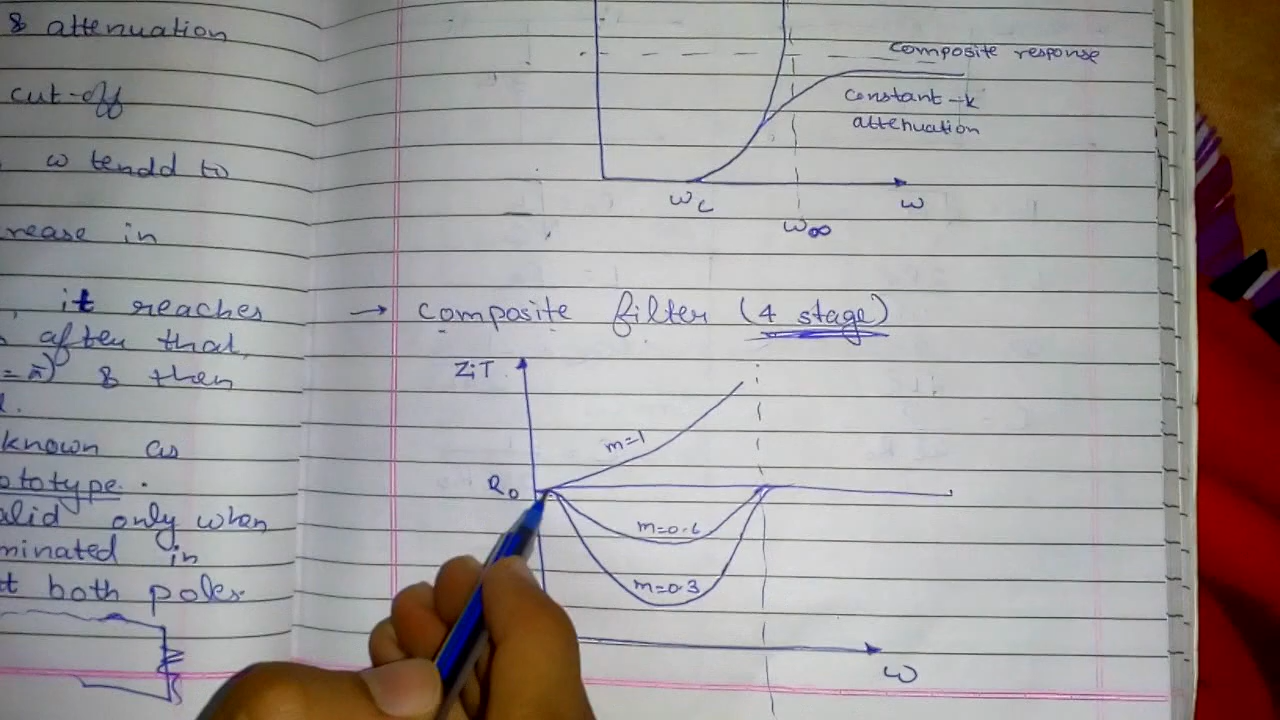 & attenuation
cut-off
ω tendd to
rease in
it reaches
after that
=π) & then
known as
ototype.
alid only when
minated in
t both poles.
composite response
constant-k
attenuation
ωc
ω
ω∞
→ composite filter (4 stage)
ZiT
m=1
R0
m=0.6
m=0.3
ω